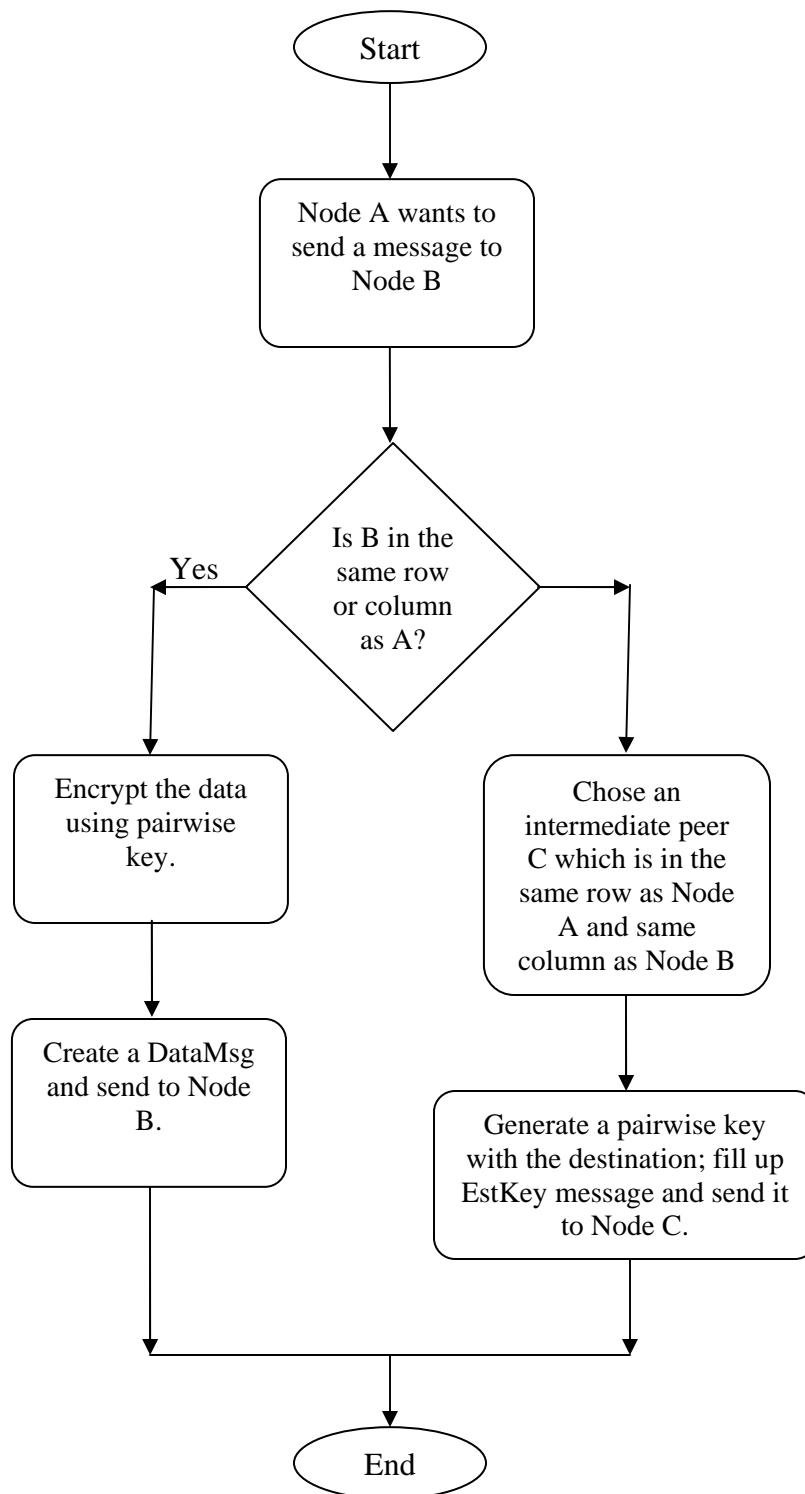 Start
Node A wants to
send a message to
Node B
Is B in the
same row
or column
as A?
Yes
Encrypt the data
using pairwise
key.
Create a DataMsg
and send to Node
B.
Chose an
intermediate peer
C which is in the
same row as Node
A and same
column as Node B
Generate a pairwise key
with the destination; fill up
EstKey message and send it
to Node C.
End